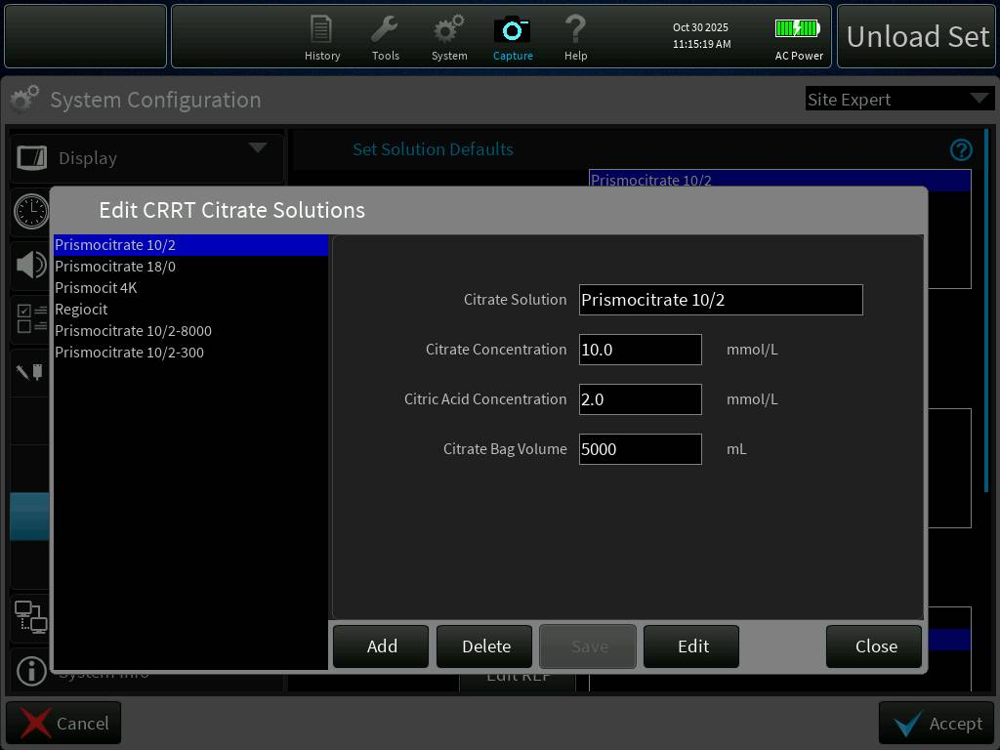 Oct 30 2025
11:15:19 AM
History
Tools
System
Capture
Help
AC Power
Unload Set
System Configuration
Site Expert
Display
Set Solution Defaults
Prismocitrate 10/2
Edit CRRT Citrate Solutions
Prismocitrate 10/2
Prismocitrate 18/0
Prismocit 4K
Regiocit
Prismocitrate 10/2-8000
Prismocitrate 10/2-300
Citrate Solution Prismocitrate 10/2
Citrate Concentration 10.0 mmol/L
Citric Acid Concentration 2.0 mmol/L
Citrate Bag Volume 5000 mL
Add Delete Save Edit Close
System Info
Edit REP
Cancel
Accept